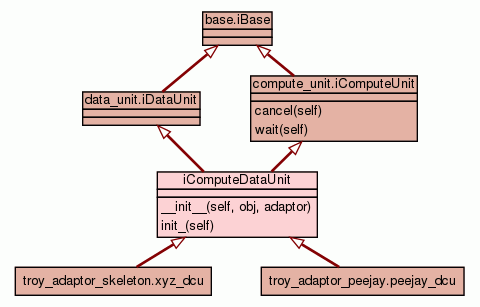 base.iBase
data_unit.iDataUnit
compute_unit.iComputeUnit
cancel(self)
wait(self)
iComputeDataUnit
__init__(self, obj, adaptor)
init_(self)
troy_adaptor_skeleton.xyz_dcu
troy_adaptor_peejay.peejay_dcu